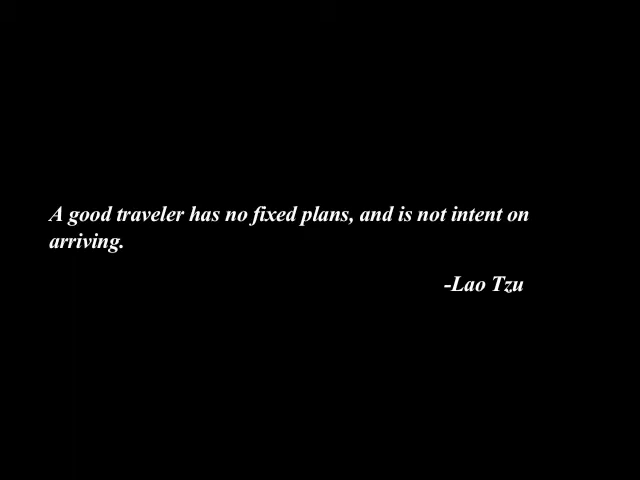 A good traveler has no fixed plans, and is not intent on
arriving.
-Lao Tzu